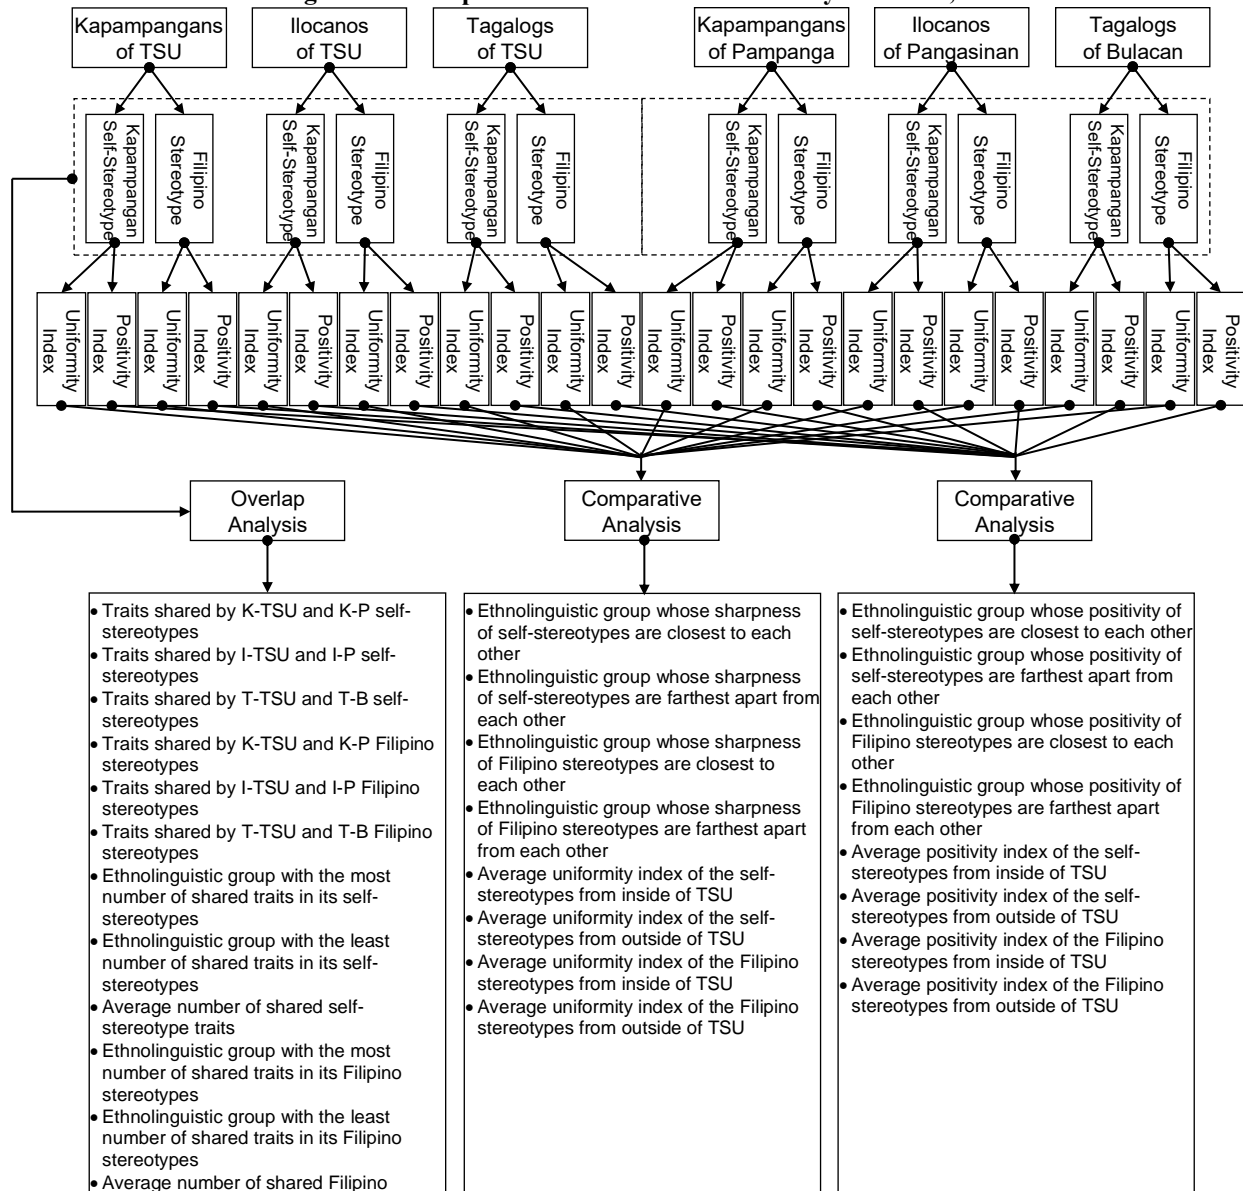 Kapampangans
of TSU
Ilocanos
of TSU
Tagalogs
of TSU
Kapampangans
of Pampanga
Ilocanos
of Pangasinan
Tagalogs
of Bulacan
Kapampangan
Self-Stereotype
Filipino
Stereotype
Kapampangan
Self-Stereotype
Filipino
Stereotype
Kapampangan
Self-Stereotype
Filipino
Stereotype
Kapampangan
Self-Stereotype
Filipino
Stereotype
Kapampangan
Self-Stereotype
Filipino
Stereotype
Kapampangan
Self-Stereotype
Filipino
Stereotype
Uniformity
Index
Positivity
Index
Uniformity
Index
Positivity
Index
Uniformity
Index
Positivity
Index
Uniformity
Index
Positivity
Index
Uniformity
Index
Positivity
Index
Uniformity
Index
Positivity
Index
Uniformity
Index
Positivity
Index
Uniformity
Index
Positivity
Index
Uniformity
Index
Positivity
Index
Uniformity
Index
Positivity
Index
Uniformity
Index
Positivity
Index
Uniformity
Index
Positivity
Index
Overlap
Analysis
Comparative
Analysis
Comparative
Analysis
• Traits shared by K-TSU and K-P self-
stereotypes
• Traits shared by I-TSU and I-P self-
stereotypes
• Traits shared by T-TSU and T-B self-
stereotypes
• Traits shared by K-TSU and K-P Filipino
stereotypes
• Traits shared by I-TSU and I-P Filipino
stereotypes
• Traits shared by T-TSU and T-B Filipino
stereotypes
• Ethnolinguistic group with the most
number of shared traits in its self-
stereotypes
• Ethnolinguistic group with the least
number of shared traits in its self-
stereotypes
• Average number of shared self-
stereotype traits
• Ethnolinguistic group with the most
number of shared traits in its Filipino
stereotypes
• Ethnolinguistic group with the least
number of shared traits in its Filipino
stereotypes
• Average number of shared Filipino
• Ethnolinguistic group whose sharpness
of self-stereotypes are closest to each
other
• Ethnolinguistic group whose sharpness
of self-stereotypes are farthest apart from
each other
• Ethnolinguistic group whose sharpness
of Filipino stereotypes are closest to
each other
• Ethnolinguistic group whose sharpness
of Filipino stereotypes are farthest apart
from each other
• Average uniformity index of the self-
stereotypes from inside of TSU
• Average uniformity index of the self-
stereotypes from outside of TSU
• Average uniformity index of the Filipino
stereotypes from inside of TSU
• Average uniformity index of the Filipino
stereotypes from outside of TSU
• Ethnolinguistic group whose positivity of
self-stereotypes are closest to each other
• Ethnolinguistic group whose positivity of
self-stereotypes are farthest apart from
each other
• Ethnolinguistic group whose positivity of
Filipino stereotypes are closest to each
other
• Ethnolinguistic group whose positivity of
Filipino stereotypes are farthest apart
from each other
• Average positivity index of the self-
stereotypes from inside of TSU
• Average positivity index of the self-
stereotypes from outside of TSU
• Average positivity index of the Filipino
stereotypes from inside of TSU
• Average positivity index of the Filipino
stereotypes from outside of TSU